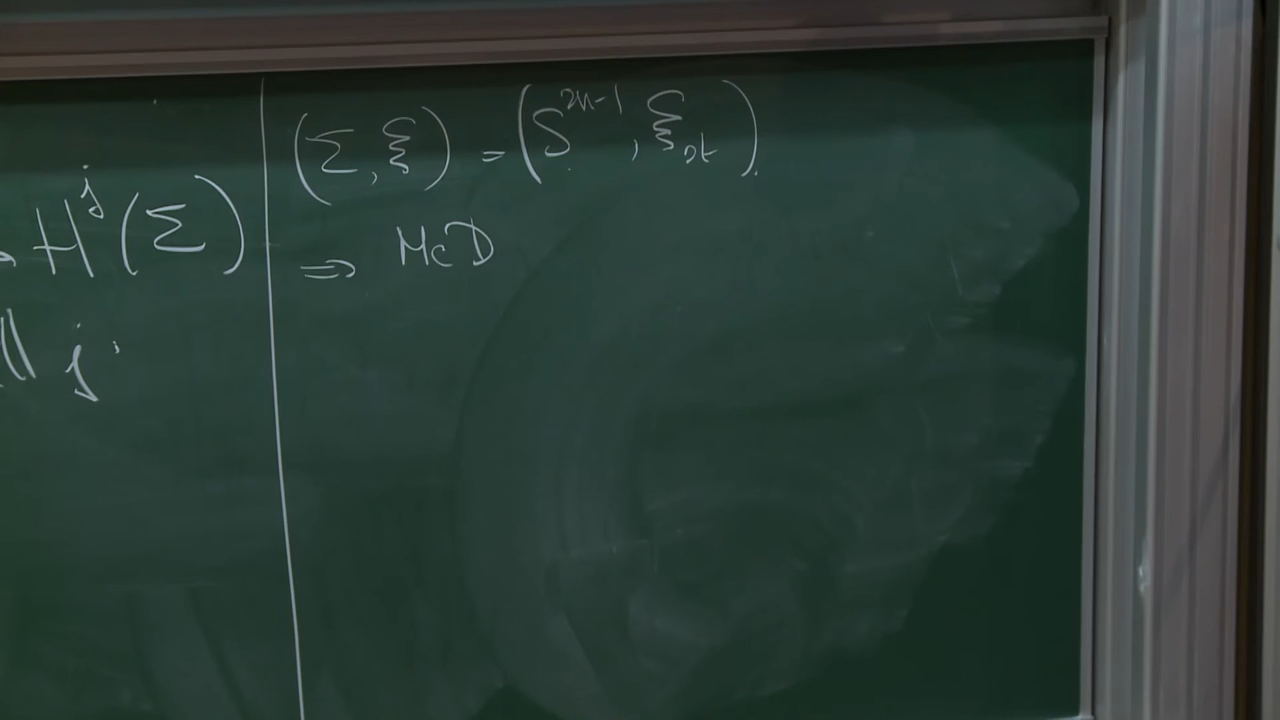 H^j(Σ)
ll j
(Σ, ξ) = (S^{2n-1}, ξ_{st}).
⇒ McD